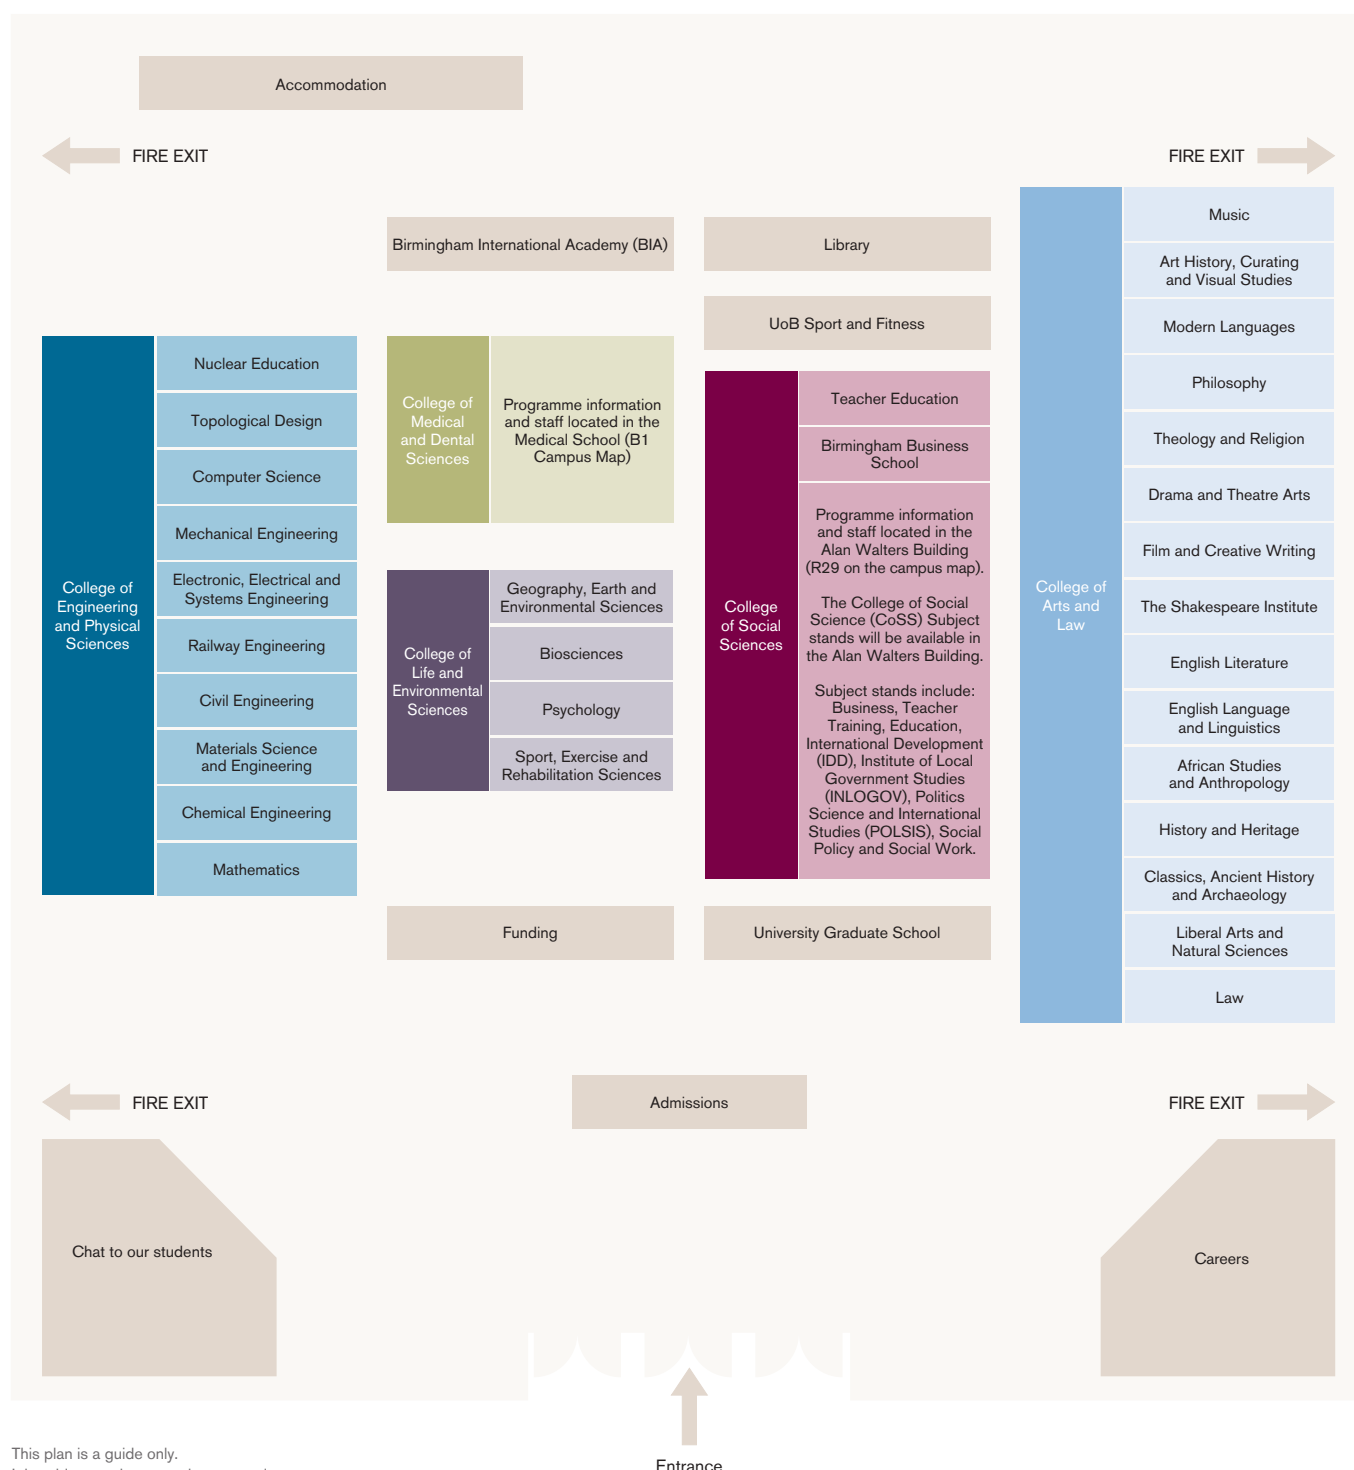 Accommodation
FIRE EXIT
FIRE EXIT
Birmingham International Academy (BIA)
Library
UoB Sport and Fitness
College of
Engineering
and Physical
Sciences
Nuclear Education
Topological Design
Computer Science
Mechanical Engineering
Electronic, Electrical and
Systems Engineering
Railway Engineering
Civil Engineering
Materials Science
and Engineering
Chemical Engineering
Mathematics
College of
Medical
and Dental
Sciences
Programme information
and staff located in the
Medical School (B1
Campus Map)
College of
Life and
Environmental
Sciences
Geography, Earth and
Environmental Sciences
Biosciences
Psychology
Sport, Exercise and
Rehabilitation Sciences
College
of Social
Sciences
Teacher Education
Birmingham Business
School
Programme information
and staff located in the
Alan Walters Building
(R29 on the campus map).
The College of Social
Science (CoSS) Subject
stands will be available in
the Alan Walters Building.
Subject stands include:
Business, Teacher
Training, Education,
International Development
(IDD), Institute of Local
Government Studies
(INLOGOV), Politics
Science and International
Studies (POLSIS), Social
Policy and Social Work.
College of
Arts and
Law
Music
Art History, Curating
and Visual Studies
Modern Languages
Philosophy
Theology and Religion
Drama and Theatre Arts
Film and Creative Writing
The Shakespeare Institute
English Literature
English Language
and Linguistics
African Studies
and Anthropology
History and Heritage
Classics, Ancient History
and Archaeology
Liberal Arts and
Natural Sciences
Law
Funding
University Graduate School
FIRE EXIT
Admissions
FIRE EXIT
Chat to our students
Careers
Entrance
This plan is a guide only.